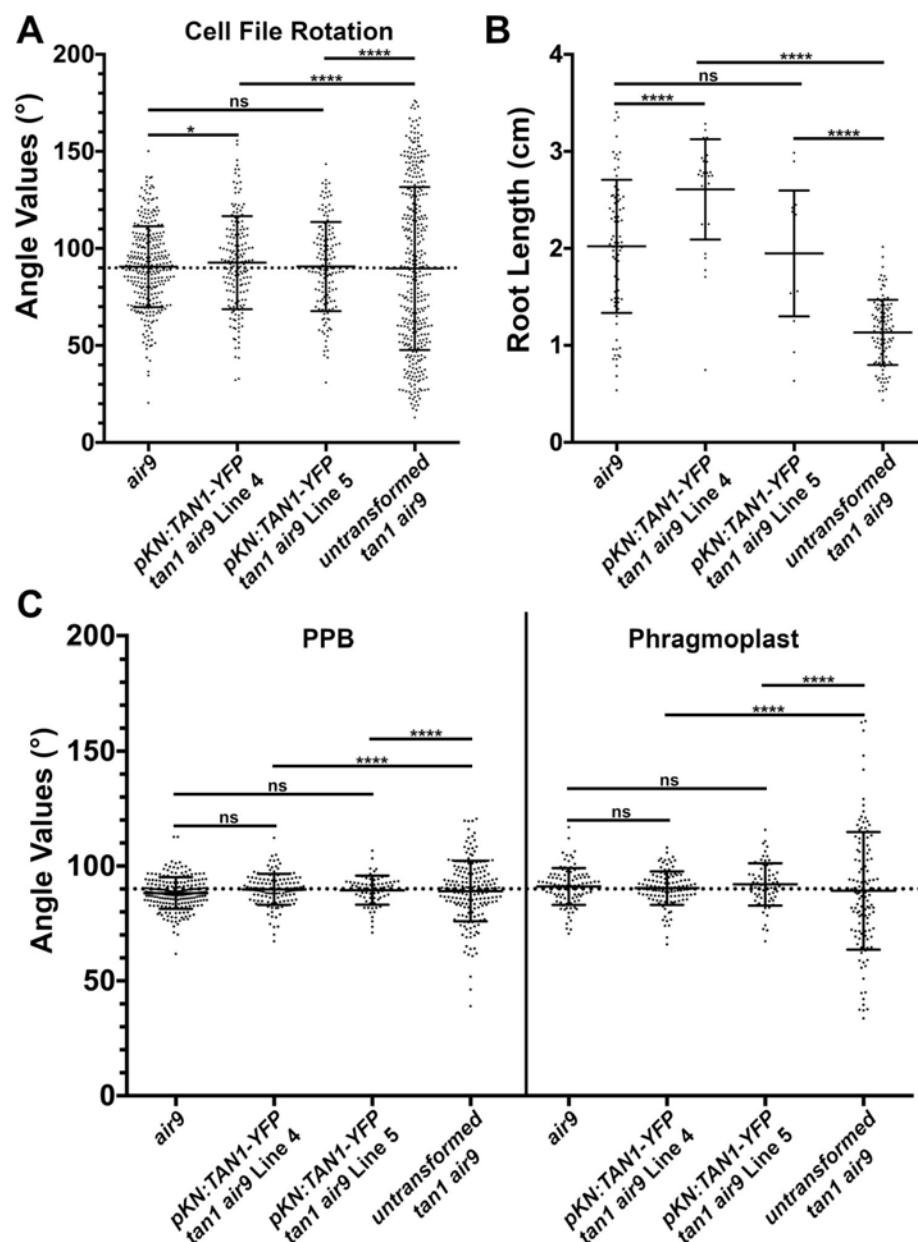 A
Cell File Rotation
Angle Values (°)
200
150
100
50
0
****
****
ns
*
air9
pKN:TAN1-YFP
tan1 air9 Line 4
pKN:TAN1-YFP
tan1 air9 Line 5
untransformed
tan1 air9
B
Root Length (cm)
4
3
2
1
0
****
ns
****
****
air9
pKN:TAN1-YFP
tan1 air9 Line 4
pKN:TAN1-YFP
tan1 air9 Line 5
untransformed
tan1 air9
C
PPB
Phragmoplast
Angle Values (°)
200
150
100
50
0
****
****
ns
ns
****
****
ns
ns
air9
pKN:TAN1-YFP
tan1 air9 Line 4
pKN:TAN1-YFP
tan1 air9 Line 5
untransformed
tan1 air9
air9
pKN:TAN1-YFP
tan1 air9 Line 4
pKN:TAN1-YFP
tan1 air9 Line 5
untransformed
tan1 air9